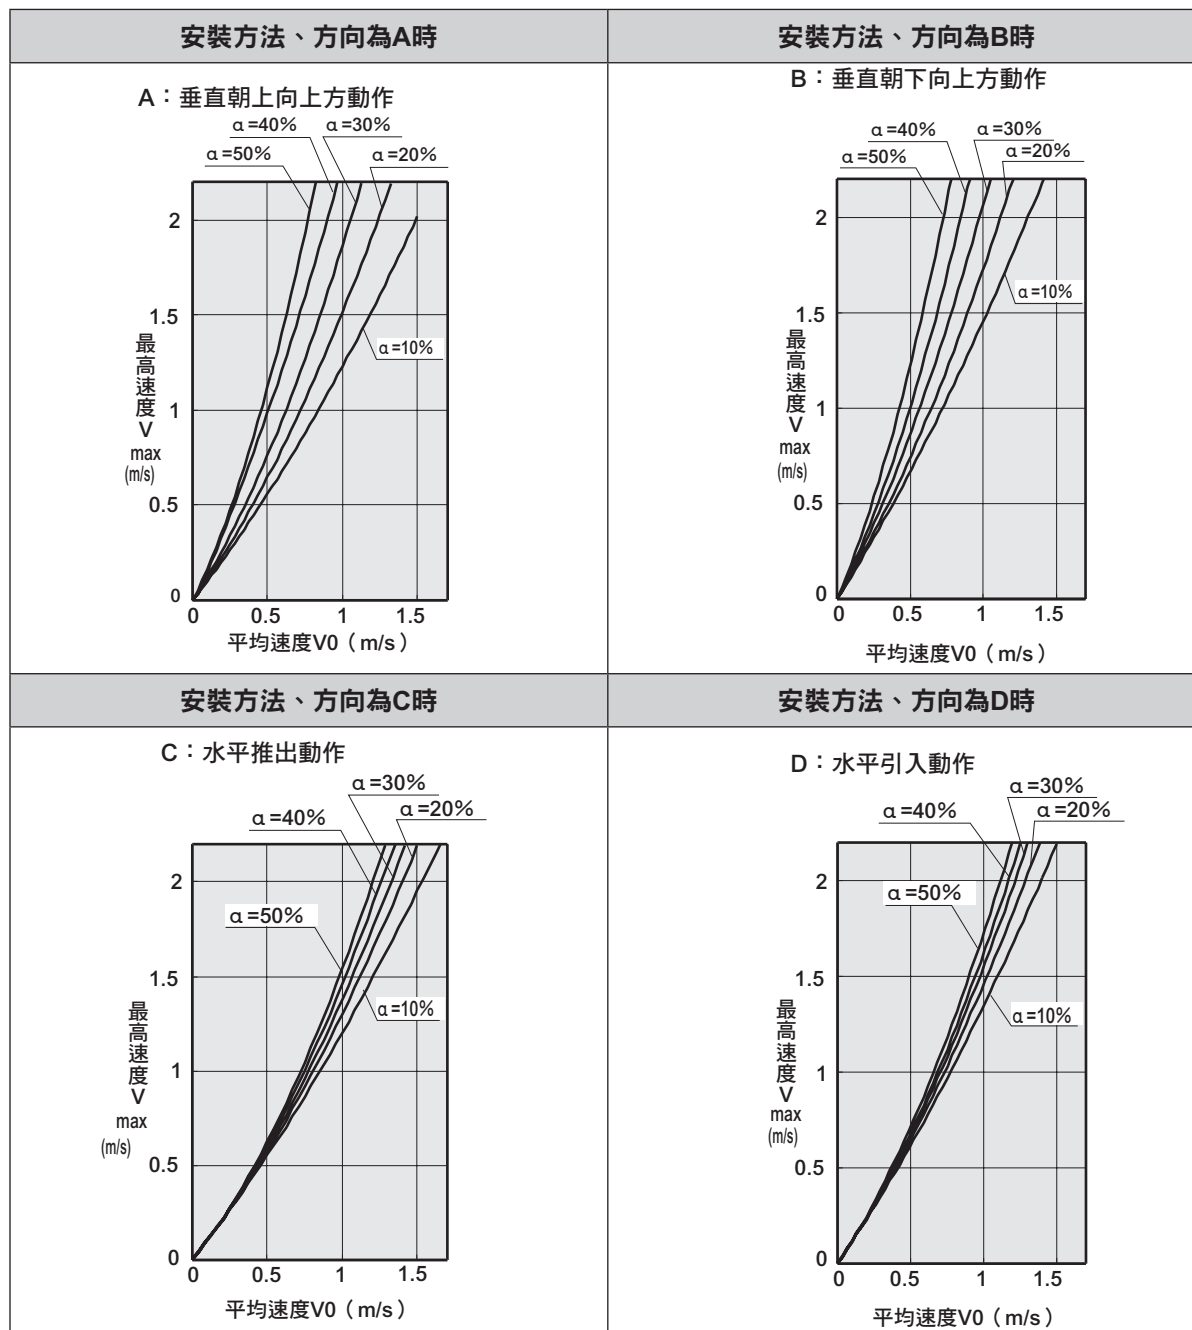 安裝方法、方向為A時
安裝方法、方向為B時
A：垂直朝上向上方動作
α=40%
α=30%
α=50%
α=20%
2
1.5
α=10%
最高速度V
max
(m/s)
1
0.5
0
0 0.5 1 1.5
平均速度V0（m/s）
B：垂直朝下向上方動作
α=40%
α=30%
α=50%
α=20%
2
α=10%
1.5
最高速度V
max
(m/s)
1
0.5
0
0 0.5 1 1.5
平均速度V0（m/s）
安裝方法、方向為C時
安裝方法、方向為D時
C：水平推出動作
α=30%
α=40%
α=20%
2
α=50%
1.5
α=10%
最高速度V
max
(m/s)
1
0.5
0
0 0.5 1 1.5
平均速度V0（m/s）
D：水平引入動作
α=30%
α=40%
α=20%
2
α=50%
1.5
α=10%
最高速度V
max
(m/s)
1
0.5
0
0 0.5 1 1.5
平均速度V0（m/s）